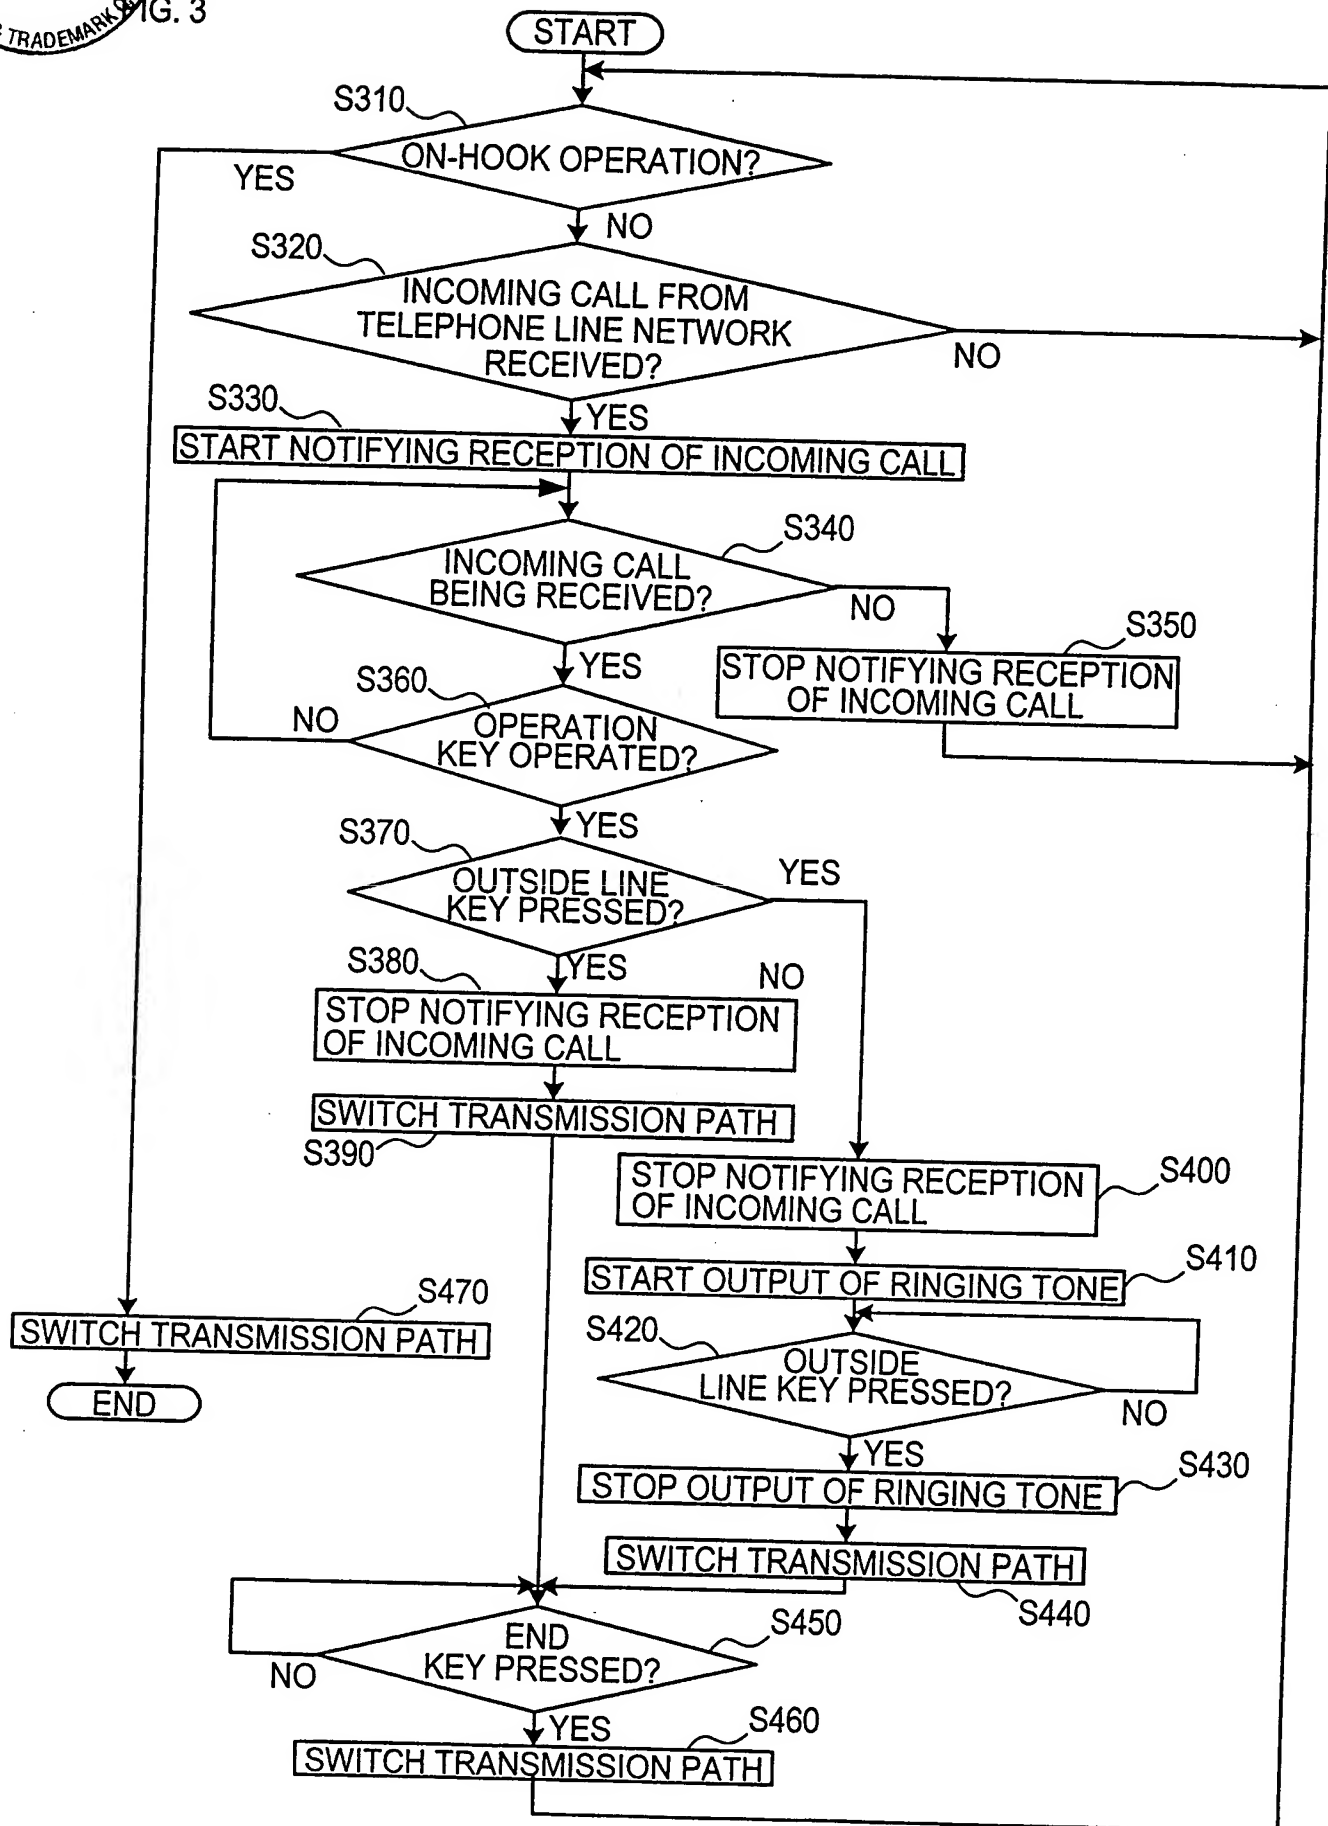 TRADEMARK
FIG. 3
START
S310
ON-HOOK OPERATION?
YES
NO
S320
INCOMING CALL FROM
TELEPHONE LINE NETWORK
RECEIVED?
NO
YES
S330
START NOTIFYING RECEPTION OF INCOMING CALL
S340
INCOMING CALL
BEING RECEIVED?
NO
S350
STOP NOTIFYING RECEPTION
OF INCOMING CALL
YES
S360
OPERATION
KEY OPERATED?
NO
YES
S370
OUTSIDE LINE
KEY PRESSED?
YES
YES
NO
S380
STOP NOTIFYING RECEPTION
OF INCOMING CALL
SWITCH TRANSMISSION PATH
S390
STOP NOTIFYING RECEPTION
OF INCOMING CALL
S400
START OUTPUT OF RINGING TONE
S410
S470
SWITCH TRANSMISSION PATH
END
S420
OUTSIDE
LINE KEY PRESSED?
NO
YES
S430
STOP OUTPUT OF RINGING TONE
SWITCH TRANSMISSION PATH
S440
S450
END
KEY PRESSED?
NO
YES
S460
SWITCH TRANSMISSION PATH